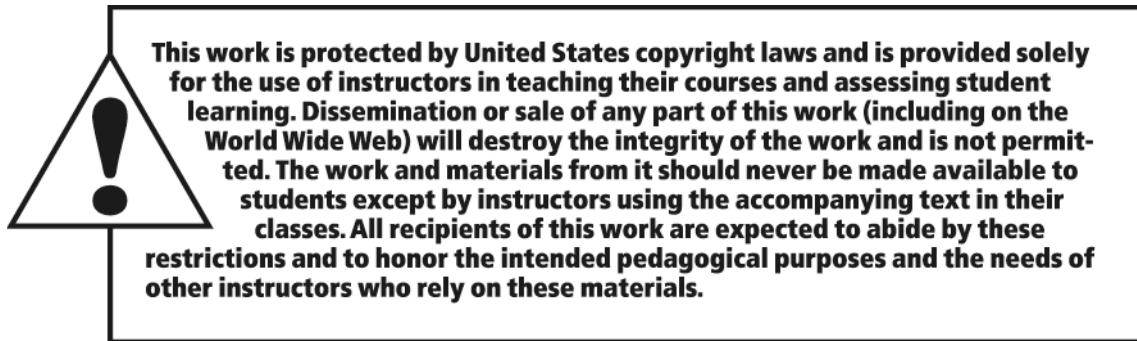 This work is protected by United States copyright laws and is provided solely
for the use of instructors in teaching their courses and assessing student
learning. Dissemination or sale of any part of this work (including on the
World Wide Web) will destroy the integrity of the work and is not permit-
ted. The work and materials from it should never be made available to
students except by instructors using the accompanying text in their
classes. All recipients of this work are expected to abide by these
restrictions and to honor the intended pedagogical purposes and the needs of
other instructors who rely on these materials.